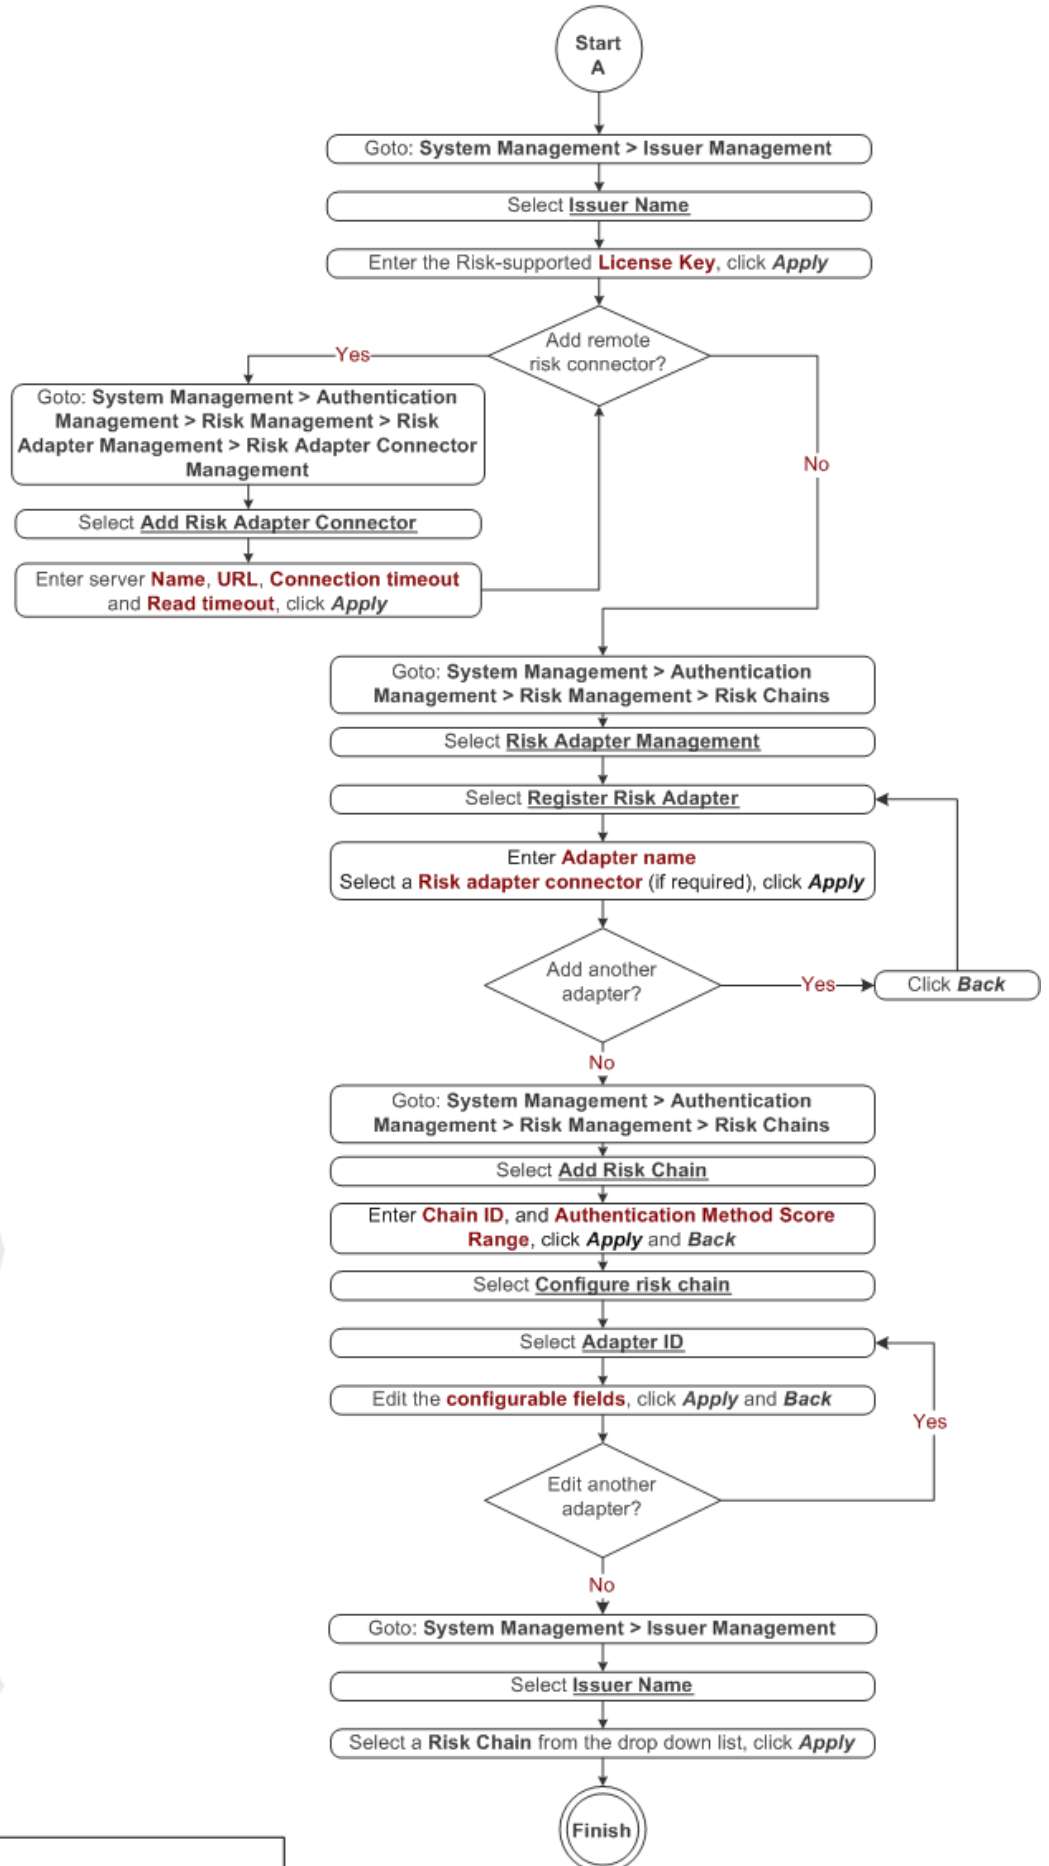 Start
A
Goto: System Management > Issuer Management
Select Issuer Name
Enter the Risk-supported License Key, click Apply
Add remote
risk connector?
Yes
No
Goto: System Management > Authentication
Management > Risk Management > Risk
Adapter Management > Risk Adapter Connector
Management
Select Add Risk Adapter Connector
Enter server Name, URL, Connection timeout
and Read timeout, click Apply
Goto: System Management > Authentication
Management > Risk Management > Risk Chains
Select Risk Adapter Management
Select Register Risk Adapter
Enter Adapter name
Select a Risk adapter connector (if required), click Apply
Add another
adapter?
Yes
Click Back
No
Goto: System Management > Authentication
Management > Risk Management > Risk Chains
Select Add Risk Chain
Enter Chain ID, and Authentication Method Score
Range, click Apply and Back
Select Configure risk chain
Select Adapter ID
Edit the configurable fields, click Apply and Back
Yes
Edit another
adapter?
No
Goto: System Management > Issuer Management
Select Issuer Name
Select a Risk Chain from the drop down list, click Apply
Finish